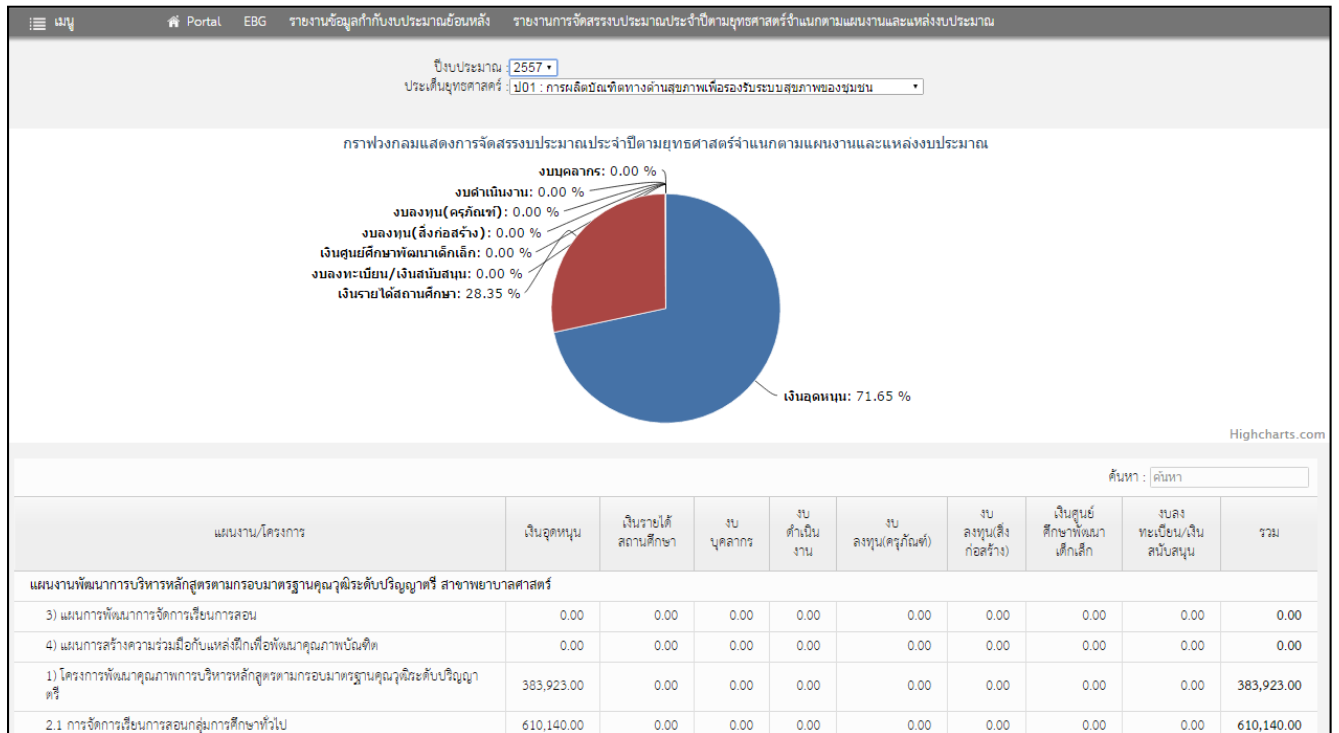 เมนู Portal EBG รายงานข้อมูลกำกับงบประมาณย้อนหลัง รายงานการจัดสรรงบประมาณประจำปีตามยุทธศาสตร์จำแนกตามแผนงานและแหล่งงบประมาณ
ปีงบประมาณ : 2557
ประเด็นยุทธศาสตร์ : ป01 : การผลิตบัณฑิตทางด้านสุขภาพเพื่อรองรับระบบสุขภาพของชุมชน
กราฟวงกลมแสดงการจัดสรรงบประมาณประจำปีตามยุทธศาสตร์จำแนกตามแผนงานและแหล่งงบประมาณ
งบบุคลากร: 0.00 %
งบดำเนินงาน: 0.00 %
งบลงทุน(ครุภัณฑ์): 0.00 %
งบลงทุน(สิ่งก่อสร้าง): 0.00 %
เงินศูนย์ศึกษาพัฒนาเด็กเล็ก: 0.00 %
งบลงทะเบียน/เงินสนับสนุน: 0.00 %
เงินรายได้สถานศึกษา: 28.35 %
เงินอุดหนุน: 71.65 %
Highcharts.com
ค้นหา : ค้นหา
แผนงาน/โครงการ เงินอุดหนุน เงินรายได้สถานศึกษา งบบุคลากร งบดำเนินงาน งบลงทุน(ครุภัณฑ์) งบลงทุน(สิ่งก่อสร้าง) เงินศูนย์ศึกษาพัฒนาเด็กเล็ก งบลงทะเบียน/เงินสนับสนุน รวม
แผนงานพัฒนาการบริหารหลักสูตรตามกรอบมาตรฐานคุณวุฒิระดับปริญญาตรี สาขาพยาบาลศาสตร์
3) แผนการพัฒนาการจัดการเรียนการสอน 0.00 0.00 0.00 0.00 0.00 0.00 0.00 0.00 0.00
4) แผนการสร้างความร่วมมือกับแหล่งฝึกเพื่อพัฒนาคุณภาพบัณฑิต 0.00 0.00 0.00 0.00 0.00 0.00 0.00 0.00 0.00
1) โครงการพัฒนาคุณภาพการบริหารหลักสูตรตามกรอบมาตรฐานคุณวุฒิระดับปริญญา
ตรี 383,923.00 0.00 0.00 0.00 0.00 0.00 0.00 0.00 383,923.00
2.1 การจัดการเรียนการสอนกลุ่มการศึกษาทั่วไป 610,140.00 0.00 0.00 0.00 0.00 0.00 0.00 0.00 610,140.00